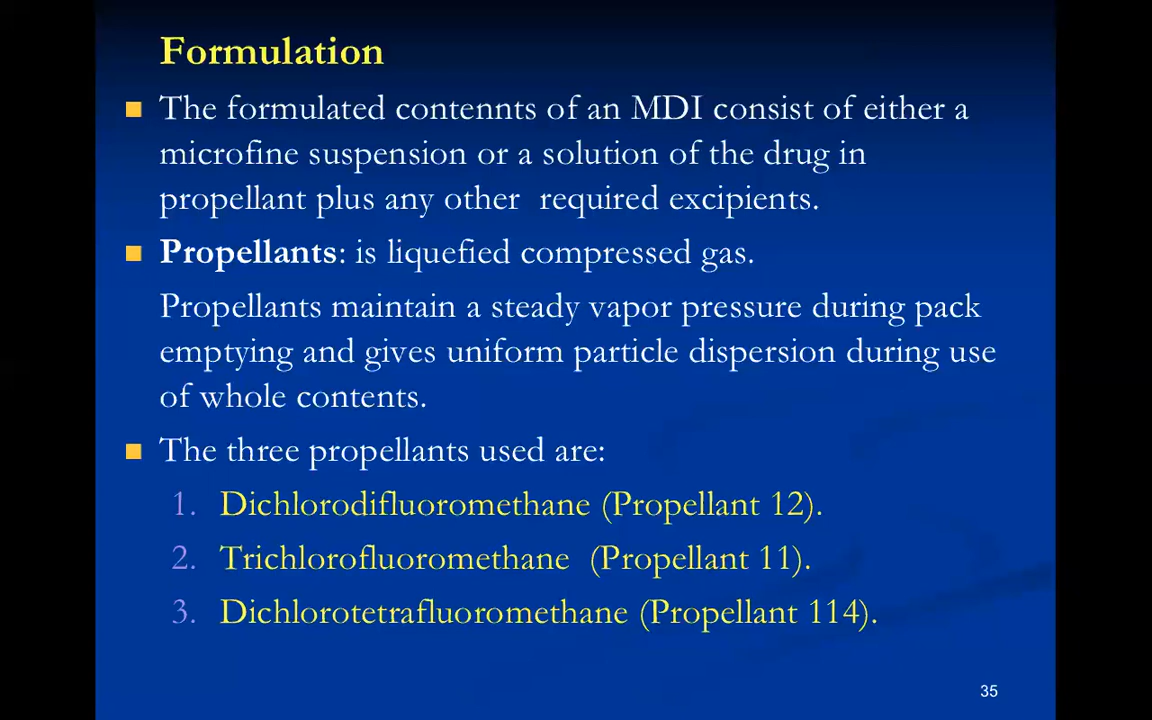 Formulation
The formulated contennts of an MDI consist of either a
microfine suspension or a solution of the drug in
propellant plus any other required excipients.
Propellants: is liquefied compressed gas.
Propellants maintain a steady vapor pressure during pack
emptying and gives uniform particle dispersion during use
of whole contents.
The three propellants used are:
1. Dichlorodifluoromethane (Propellant 12).
2. Trichlorofluoromethane (Propellant 11).
3. Dichlorotetrafluoromethane (Propellant 114).
35